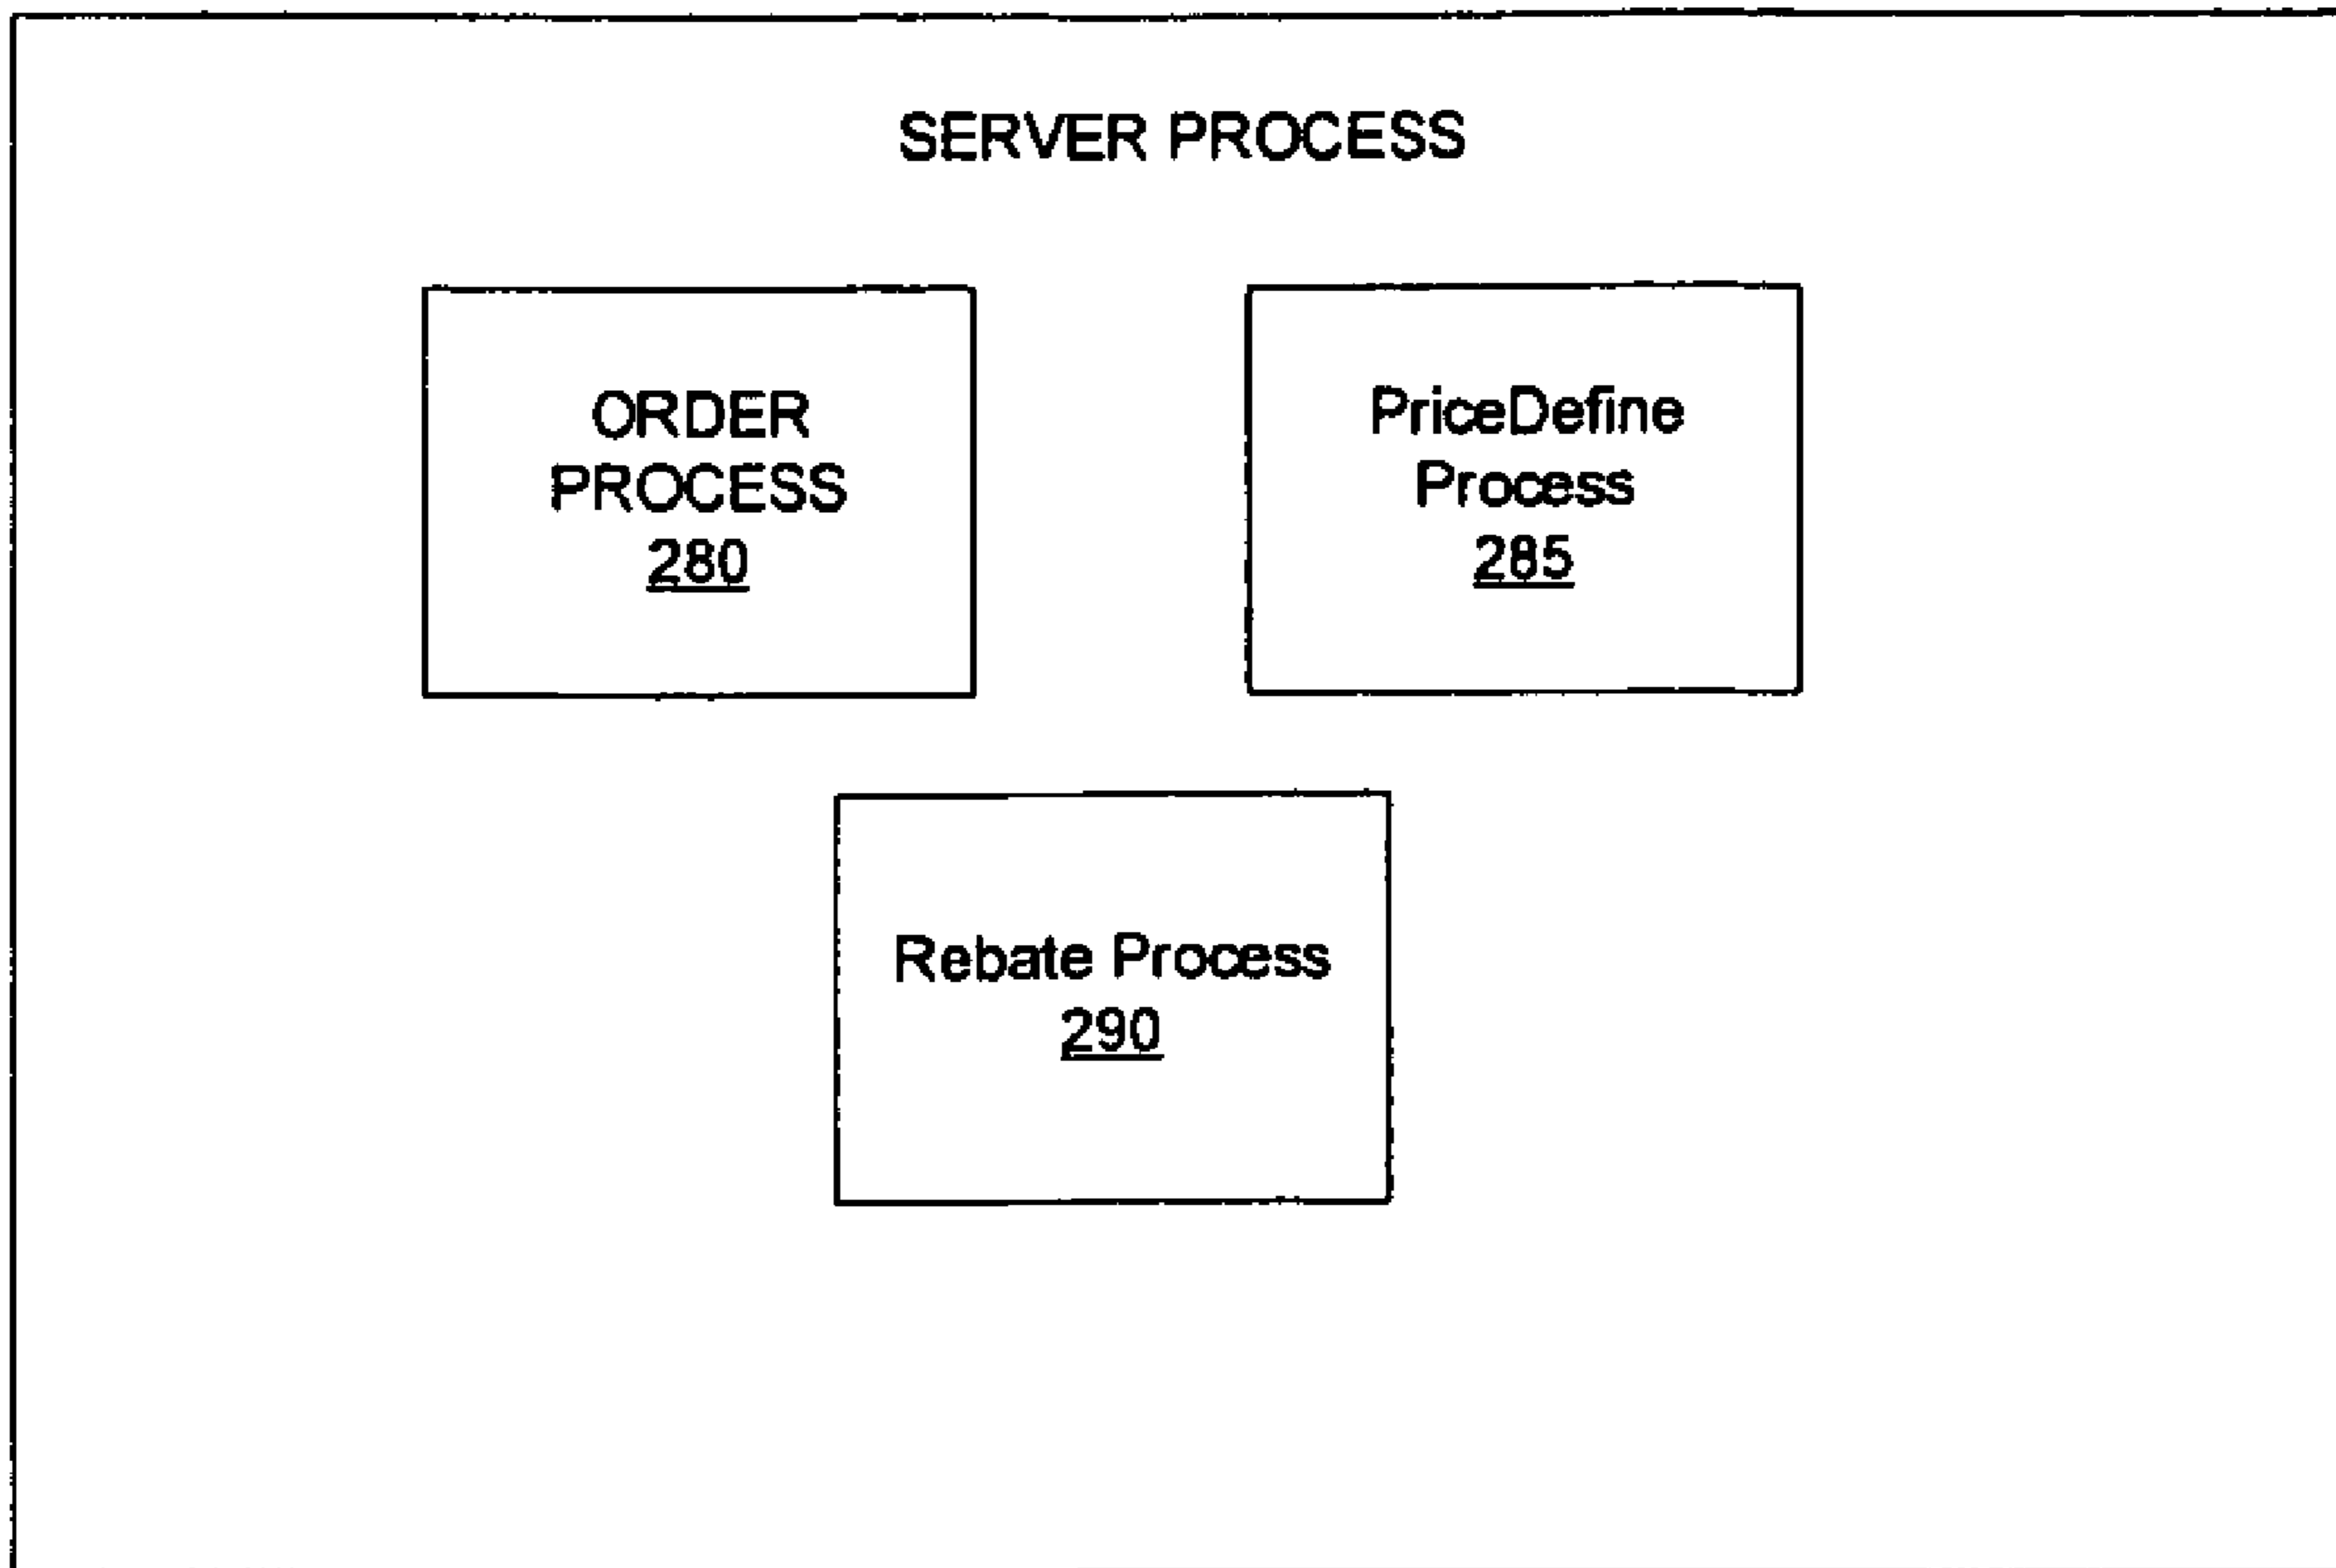 SERVER PROCESS
ORDER
PROCESS
280
PriceDefine
Process
285
Rebate Process
290